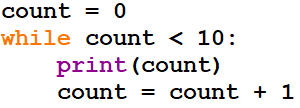 count = 0
while count < 10:
    print(count)
    count = count + 1